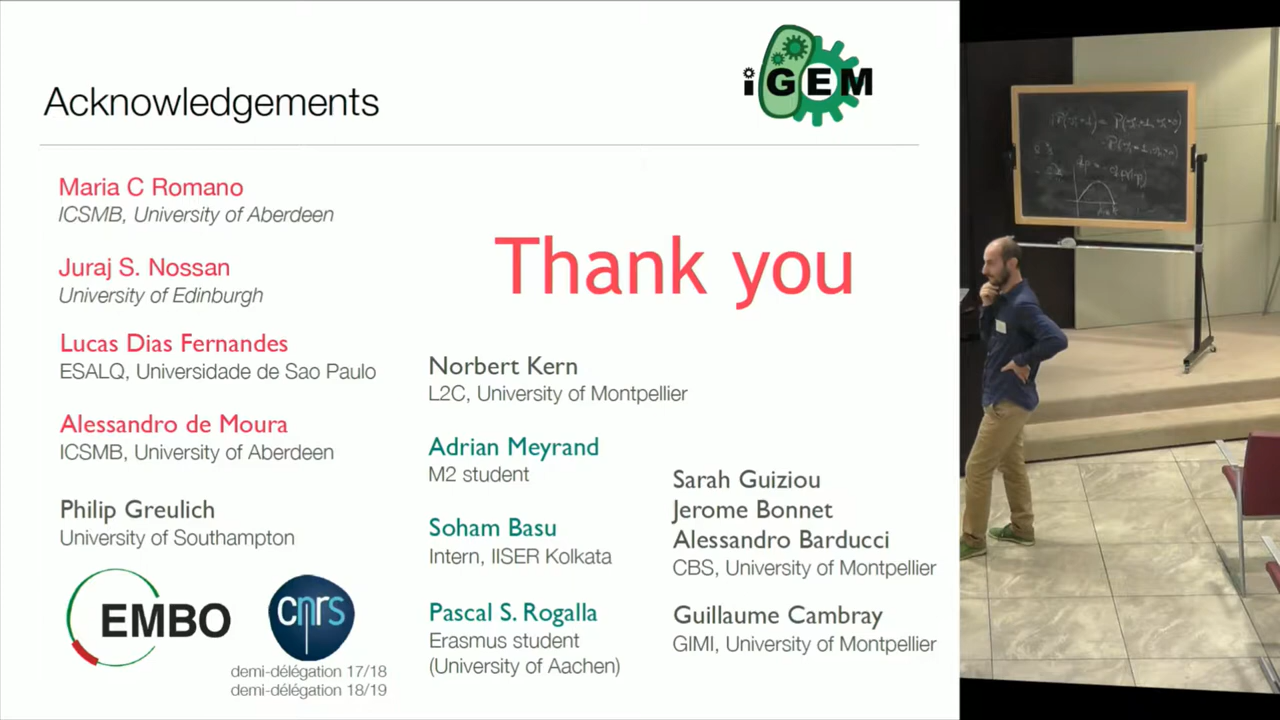 iGEM
Acknowledgements
Maria C Romano
ICSMB, University of Aberdeen
Juraj S. Nossan
University of Edinburgh
Lucas Dias Fernandes
ESALQ, Universidade de Sao Paulo
Alessandro de Moura
ICSMB, University of Aberdeen
Philip Greulich
University of Southampton
EMBO
cnrs
demi-délégation 17/18
demi-délégation 18/19
Thank you
Norbert Kern
L2C, University of Montpellier
Adrian Meyrand
M2 student
Soham Basu
Intern, IISER Kolkata
Pascal S. Rogalla
Erasmus student
(University of Aachen)
Sarah Guiziou
Jerome Bonnet
Alessandro Barducci
CBS, University of Montpellier
Guillaume Cambray
GIMI, University of Montpellier